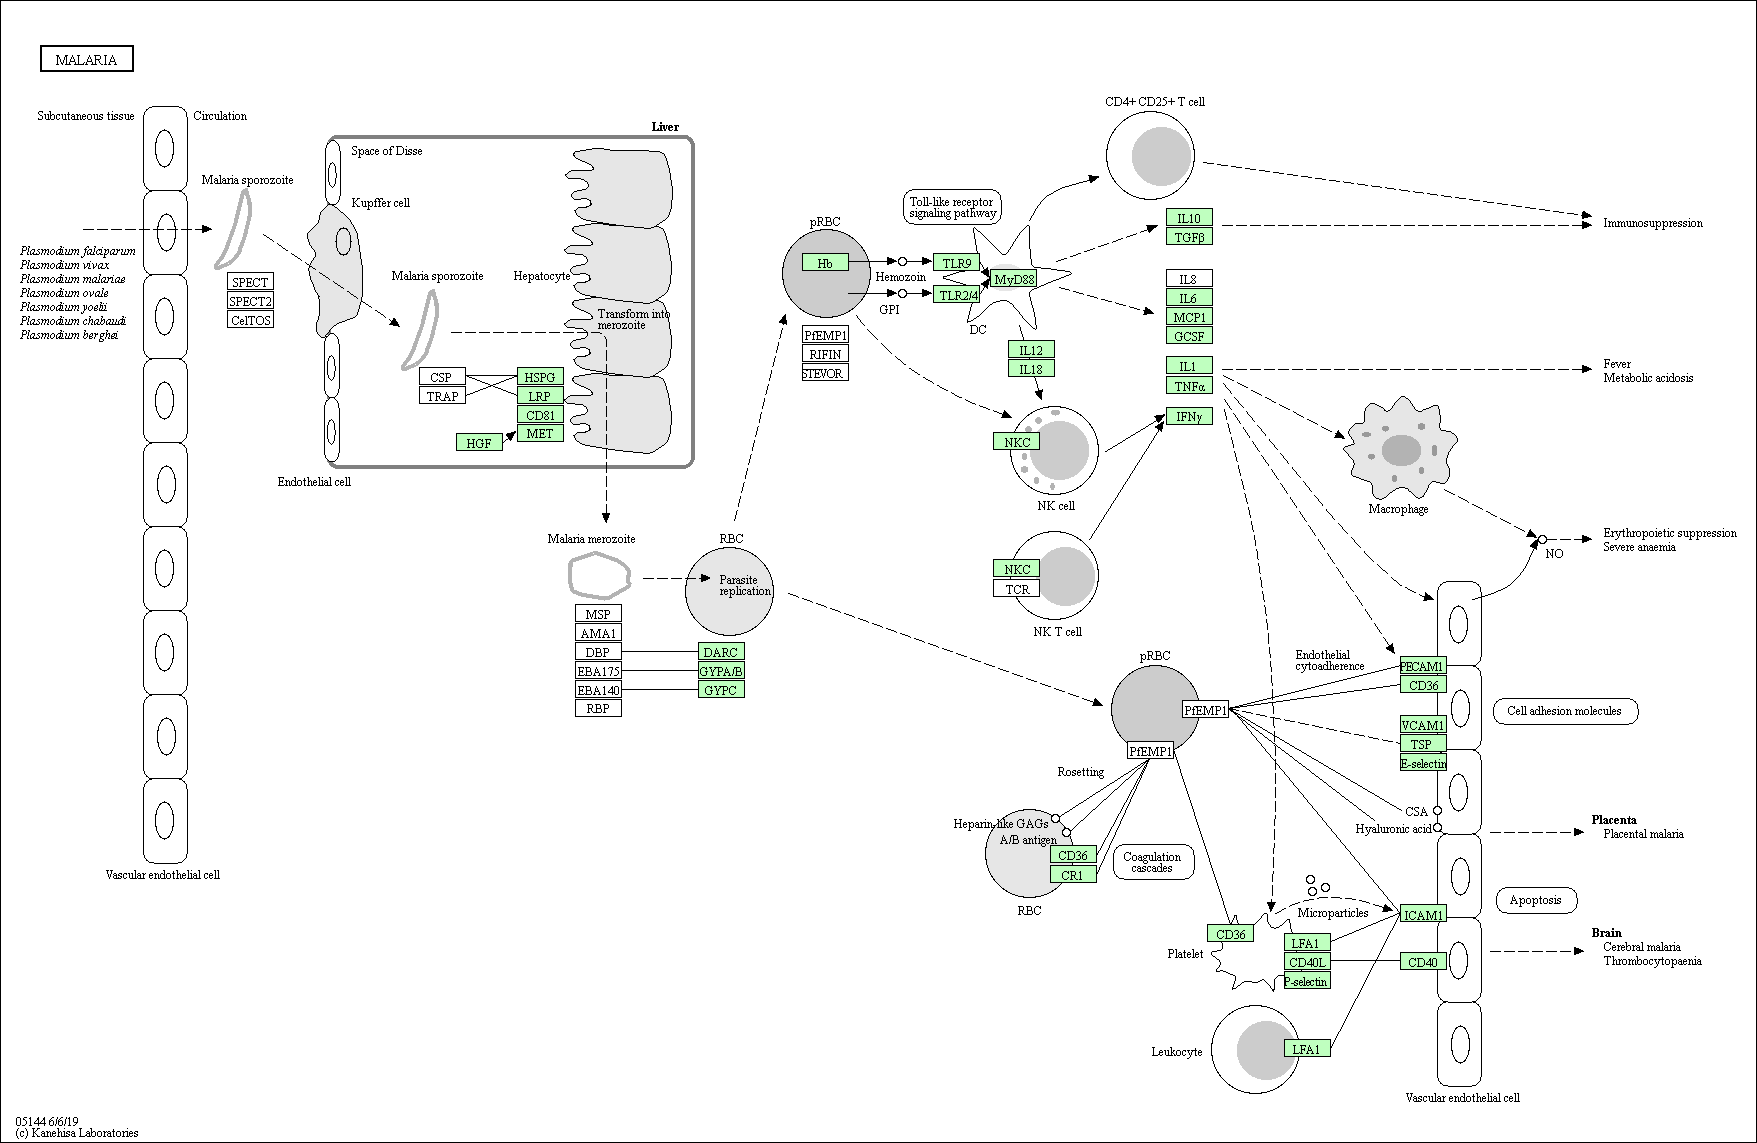 MALARIA
Subcutaneous tissue
Circulation
Plasmodium falciparum
Plasmodium vivax
Plasmodium malariae
Plasmodium ovale
Plasmodium yoelii
Plasmodium chabaudi
Plasmodium berghei
Malaria sporozoite
SPECT
SPECT2
CelTOS
Vascular endothelial cell
Liver
Space of Disse
Kupffer cell
Malaria sporozoite
Hepatocyte
Transform into
merozoite
CSP
TRAP
HSPG
LRP
CD81
MET
HGF
Endothelial cell
Malaria merozoite
MSP
AMA1
DBP
EBA175
EBA140
RBP
RBC
Parasite
replication
DARC
GYPA/B
GYPC
pRBC
Hb
PfEMP1
RIFIN
STEVOR
Hemozoin
GPI
Toll-like receptor
signaling pathway
TLR9
TLR2/4
MyD88
DC
IL12
IL18
CD4+ CD25+ T cell
IL10
TGFβ
IL8
IL6
MCP1
GCSF
IL1
TNFα
IFNγ
NKC
NK cell
NKC
TCR
NK T cell
Immunosuppression
Fever
Metabolic acidosis
Macrophage
NO
Erythropoietic suppression
Severe anaemia
pRBC
PfEMP1
PfEMP1
Endothelial
cytoadherence
PECAM1
CD36
VCAM1
TSP
E-selectin
Cell adhesion molecules
Rosetting
Heparin-like GAGs
A/B antigen
CD36
CR1
RBC
Coagulation
cascades
CSA
Hyaluronic acid
Placenta
Placental malaria
Apoptosis
Microparticles
ICAM1
CD36
Platelet
LFA1
CD40L
P-selectin
CD40
Brain
Cerebral malaria
Thrombocytopaenia
Leukocyte
LFA1
Vascular endothelial cell
05144 6/6/19
(c) Kanehisa Laboratories